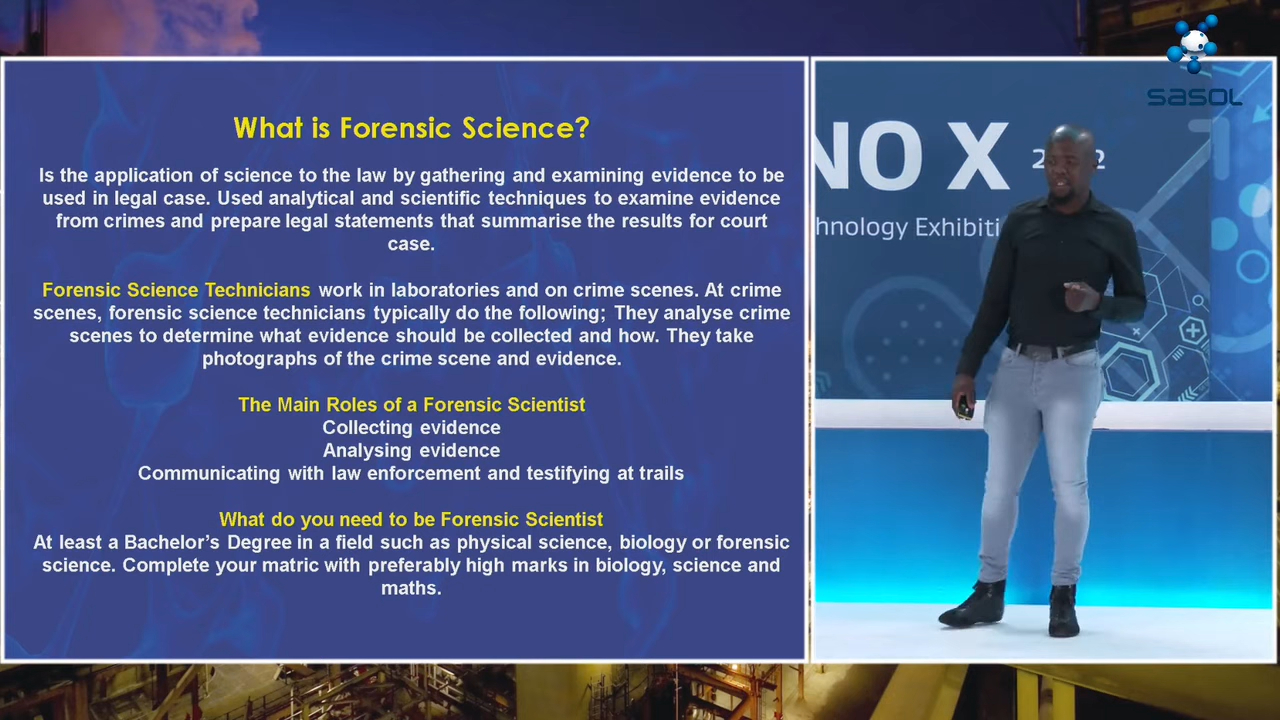 What is Forensic Science?
Is the application of science to the law by gathering and examining evidence to be
used in legal case. Used analytical and scientific techniques to examine evidence
from crimes and prepare legal statements that summarise the results for court
case.
Forensic Science Technicians work in laboratories and on crime scenes. At crime
scenes, forensic science technicians typically do the following; They analyse crime
scenes to determine what evidence should be collected and how. They take
photographs of the crime scene and evidence.
The Main Roles of a Forensic Scientist
Collecting evidence
Analysing evidence
Communicating with law enforcement and testifying at trails
What do you need to be Forensic Scientist
At least a Bachelor's Degree in a field such as physical science, biology or forensic
science. Complete your matric with preferably high marks in biology, science and
maths.
sasol
NO X
hnology Exhibiti